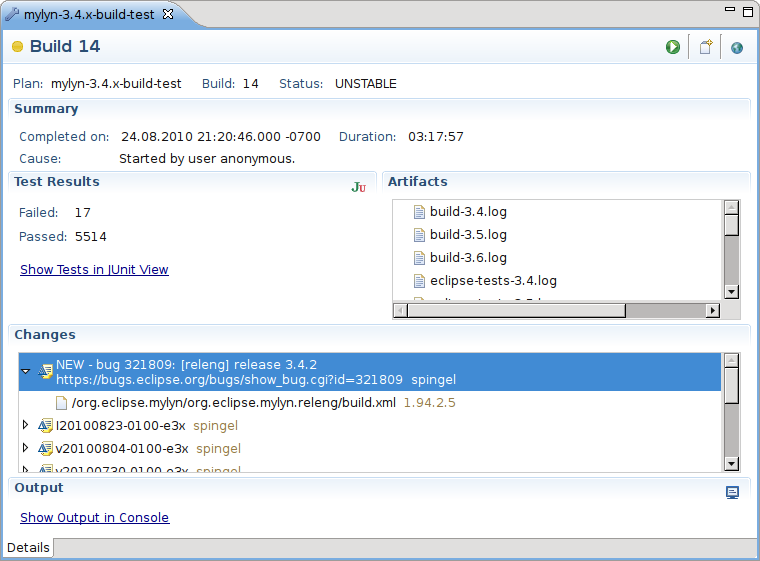 mylyn-3.4.x-build-test
Build 14
Plan: mylyn-3.4.x-build-test Build: 14 Status: UNSTABLE
Summary
Completed on: 24.08.2010 21:20:46.000 -0700 Duration: 03:17:57
Cause: Started by user anonymous.
Test Results
JU
Failed: 17
Passed: 5514
Show Tests in JUnit View
Artifacts
build-3.4.log
build-3.5.log
build-3.6.log
eclipse-tests-3.4.log
Changes
NEW - bug 321809: [releng] release 3.4.2
https://bugs.eclipse.org/bugs/show_bug.cgi?id=321809 spingel
/org.eclipse.mylyn/org.eclipse.mylyn.releng/build.xml 1.94.2.5
I20100823-0100-e3x spingel
v20100804-0100-e3x spingel
v20100730-0100-e3x spingel
Output
Show Output in Console
Details